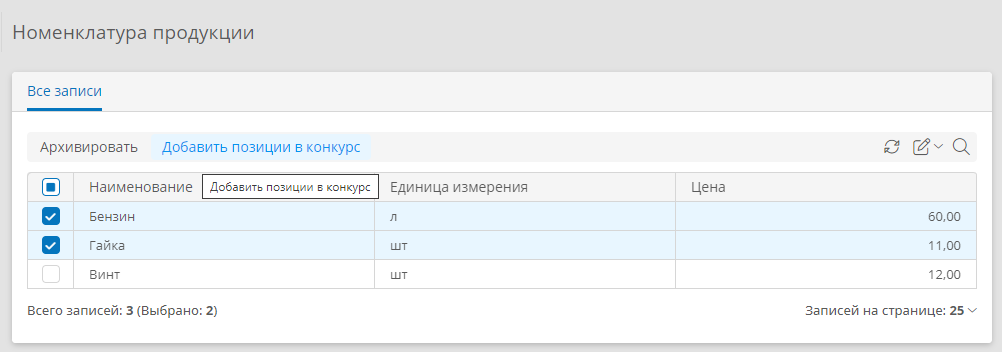 Номенклатура продукции
Все записи
Архивировать Добавить позиции в конкурс
Наименование Добавить позиции в конкурс Единица измерения Цена
Бензин л 60,00
Гайка шт 11,00
Винт шт 12,00
Всего записей: 3 (Выбрано: 2) Записей на странице: 25